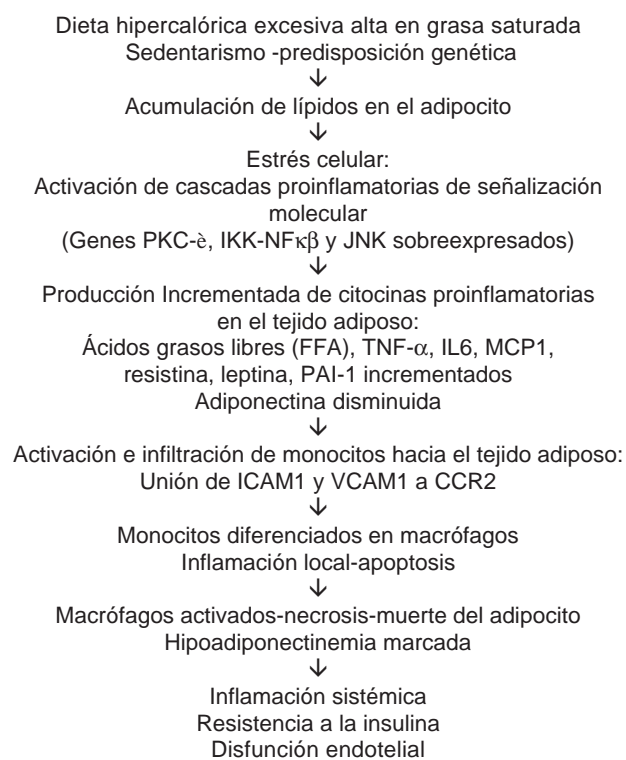 Dieta hipercalórica excesiva alta en grasa saturada
Sedentarismo -predisposición genética
↓
Acumulación de lípidos en el adipocito
↓
Estrés celular:
Activación de cascadas proinflamatorias de señalización
molecular
(Genes PKC-è, IKK-NFκβ y JNK sobreexpresados)
↓
Producción Incrementada de citocinas proinflamatorias
en el tejido adiposo:
Ácidos grasos libres (FFA), TNF-α, IL6, MCP1,
resistina, leptina, PAI-1 incrementados
Adiponectina disminuida
↓
Activación e infiltración de monocitos hacia el tejido adiposo:
Unión de ICAM1 y VCAM1 a CCR2
↓
Monocitos diferenciados en macrófagos
Inflamación local-apoptosis
↓
Macrófagos activados-necrosis-muerte del adipocito
Hipoadiponectinemia marcada
↓
Inflamación sistémica
Resistencia a la insulina
Disfunción endotelial